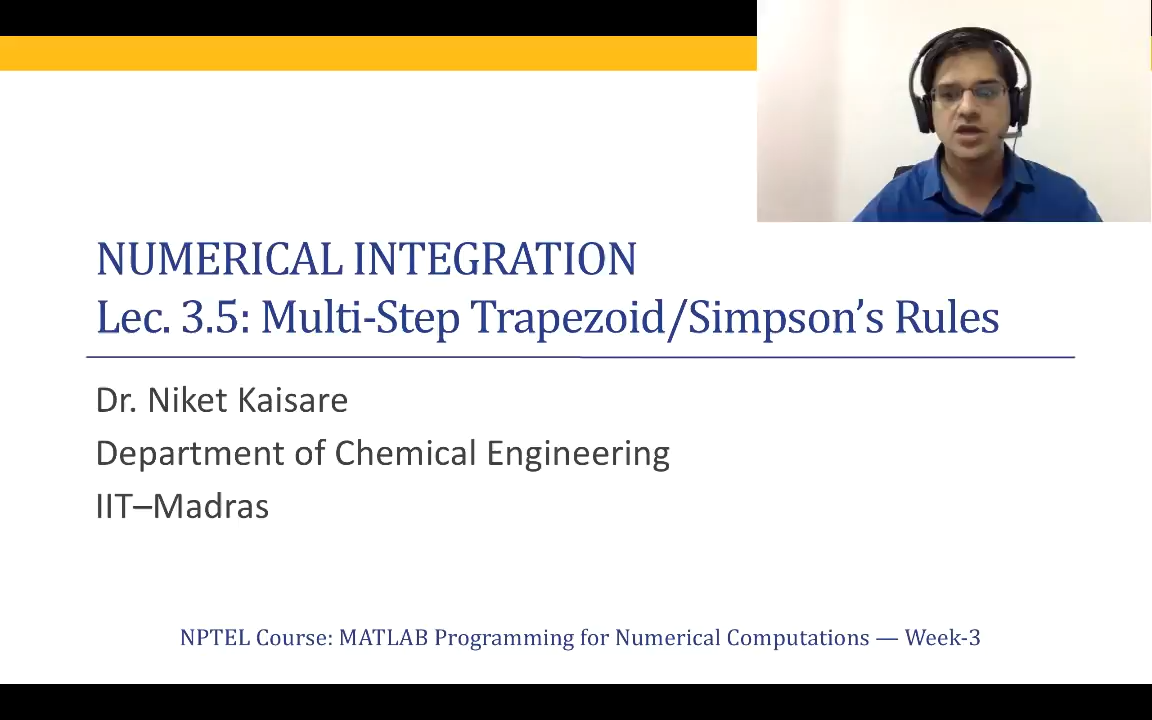 NUMERICAL INTEGRATION
Lec. 3.5: Multi-Step Trapezoid/Simpson’s Rules
Dr. Niket Kaisare
Department of Chemical Engineering
IIT–Madras
NPTEL Course: MATLAB Programming for Numerical Computations — Week-3